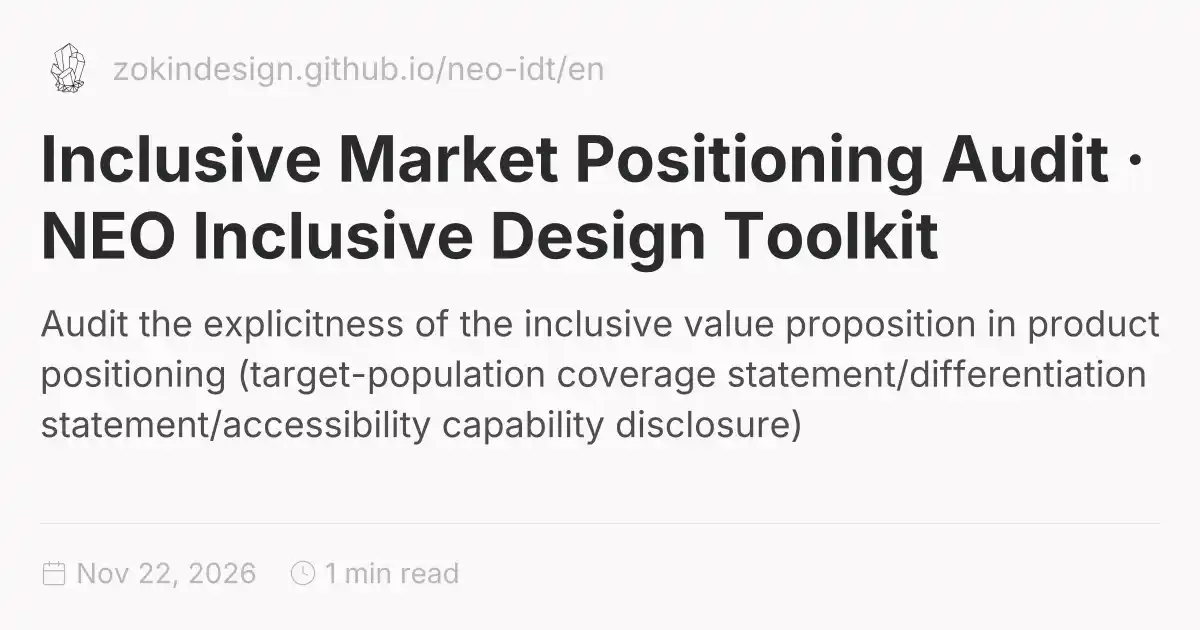 zokindesign.github.io/neo-idt/en
Inclusive Market Positioning Audit ·
NEO Inclusive Design Toolkit
Audit the explicitness of the inclusive value proposition in product
positioning (target-population coverage statement/differentiation
statement/accessibility capability disclosure)
Nov 22, 2026 1 min read